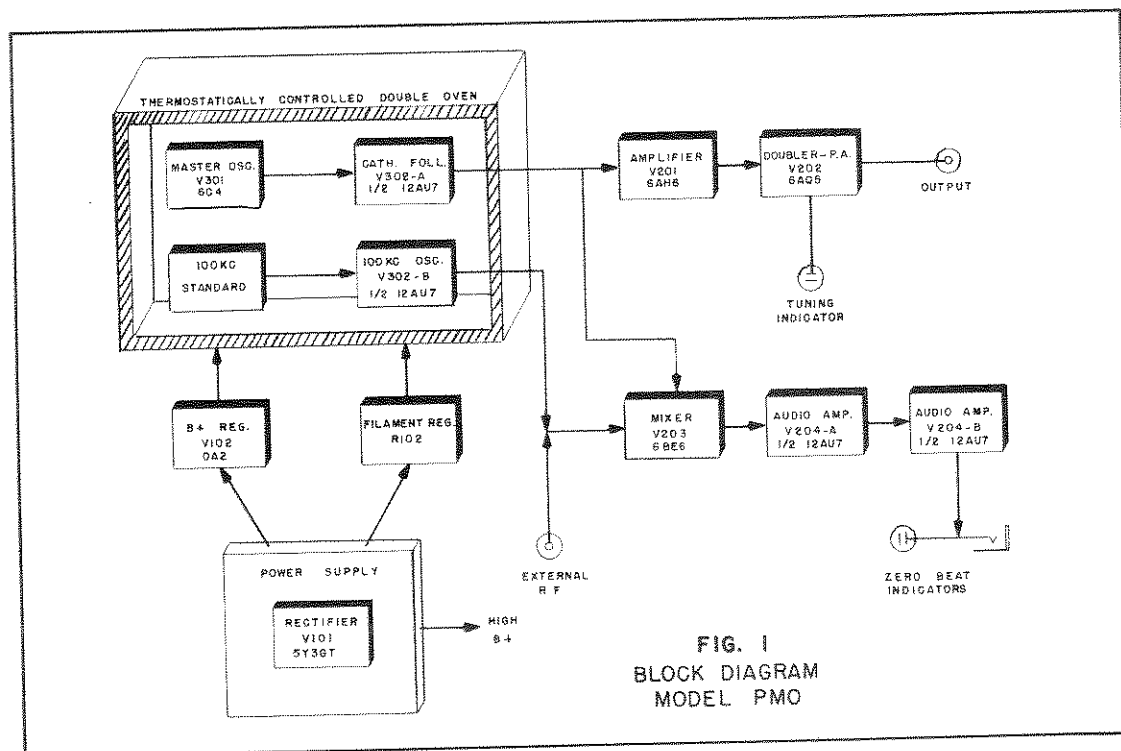 THERMOSTATICALLY CONTROLLED DOUBLE OVEN
MASTER OSC.
V301
6C4
CATH. FOLL.
V302-A
1/2 12AU7
AMPLIFIER
V201
6AH6
DOUBLER-P.A.
V202
6AQ5
OUTPUT
100KC
STANDARD
100KC OSC.
V302-B
1/2 12AU7
TUNING
INDICATOR
B+ REG.
V102
OA2
FILAMENT REG.
R102
MIXER
V203
6BE6
AUDIO AMP.
V204-A
1/2 12AU7
AUDIO AMP.
V204-B
1/2 12AU7
POWER SUPPLY
RECTIFIER
V101
5Y3GT
HIGH
B+
EXTERNAL
RF
ZERO BEAT
INDICATORS
FIG. 1
BLOCK DIAGRAM
MODEL PMO